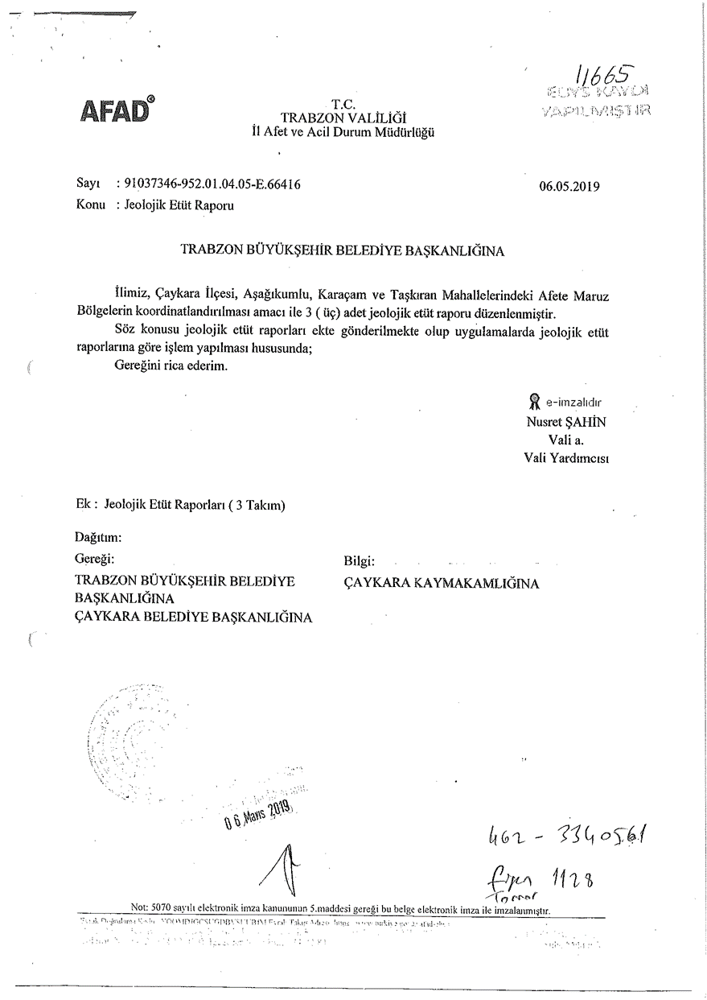 11665
EBYS KAYDI
YAPILMIŞTIR
AFAD
T.C.
TRABZON VALİLİĞİ
İl Afet ve Acil Durum Müdürlüğü
Sayı : 91037346-952.01.04.05-E.66416
06.05.2019
Konu : Jeolojik Etüt Raporu
TRABZON BÜYÜKŞEHİR BELEDİYE BAŞKANLIĞINA
İlimiz, Çaykara İlçesi, Aşağıkumlu, Karaçam ve Taşkıran Mahallelerindeki Afete Maruz
Bölgelerin koordinatlandırılması amacı ile 3 ( üç) adet jeolojik etüt raporu düzenlenmiştir.
Söz konusu jeolojik etüt raporları ekte gönderilmekte olup uygulamalarda jeolojik etüt
raporlarına göre işlem yapılması hususunda;
Gereğini rica ederim.
e-imzalıdır
Nusret ŞAHİN
Vali a.
Vali Yardımcısı
Ek : Jeolojik Etüt Raporları ( 3 Takım)
Dağıtım:
Gereği:
TRABZON BÜYÜKŞEHİR BELEDİYE
BAŞKANLIĞINA
ÇAYKARA BELEDİYE BAŞKANLIĞINA
Bilgi:
ÇAYKARA KAYMAKAMLIĞINA
06 Mayıs 2019
462 - 3340561
1128
Not: 5070 sayılı elektronik imza kanununun 5.maddesi gereği bu belge elektronik imza ile imzalanmıştır.